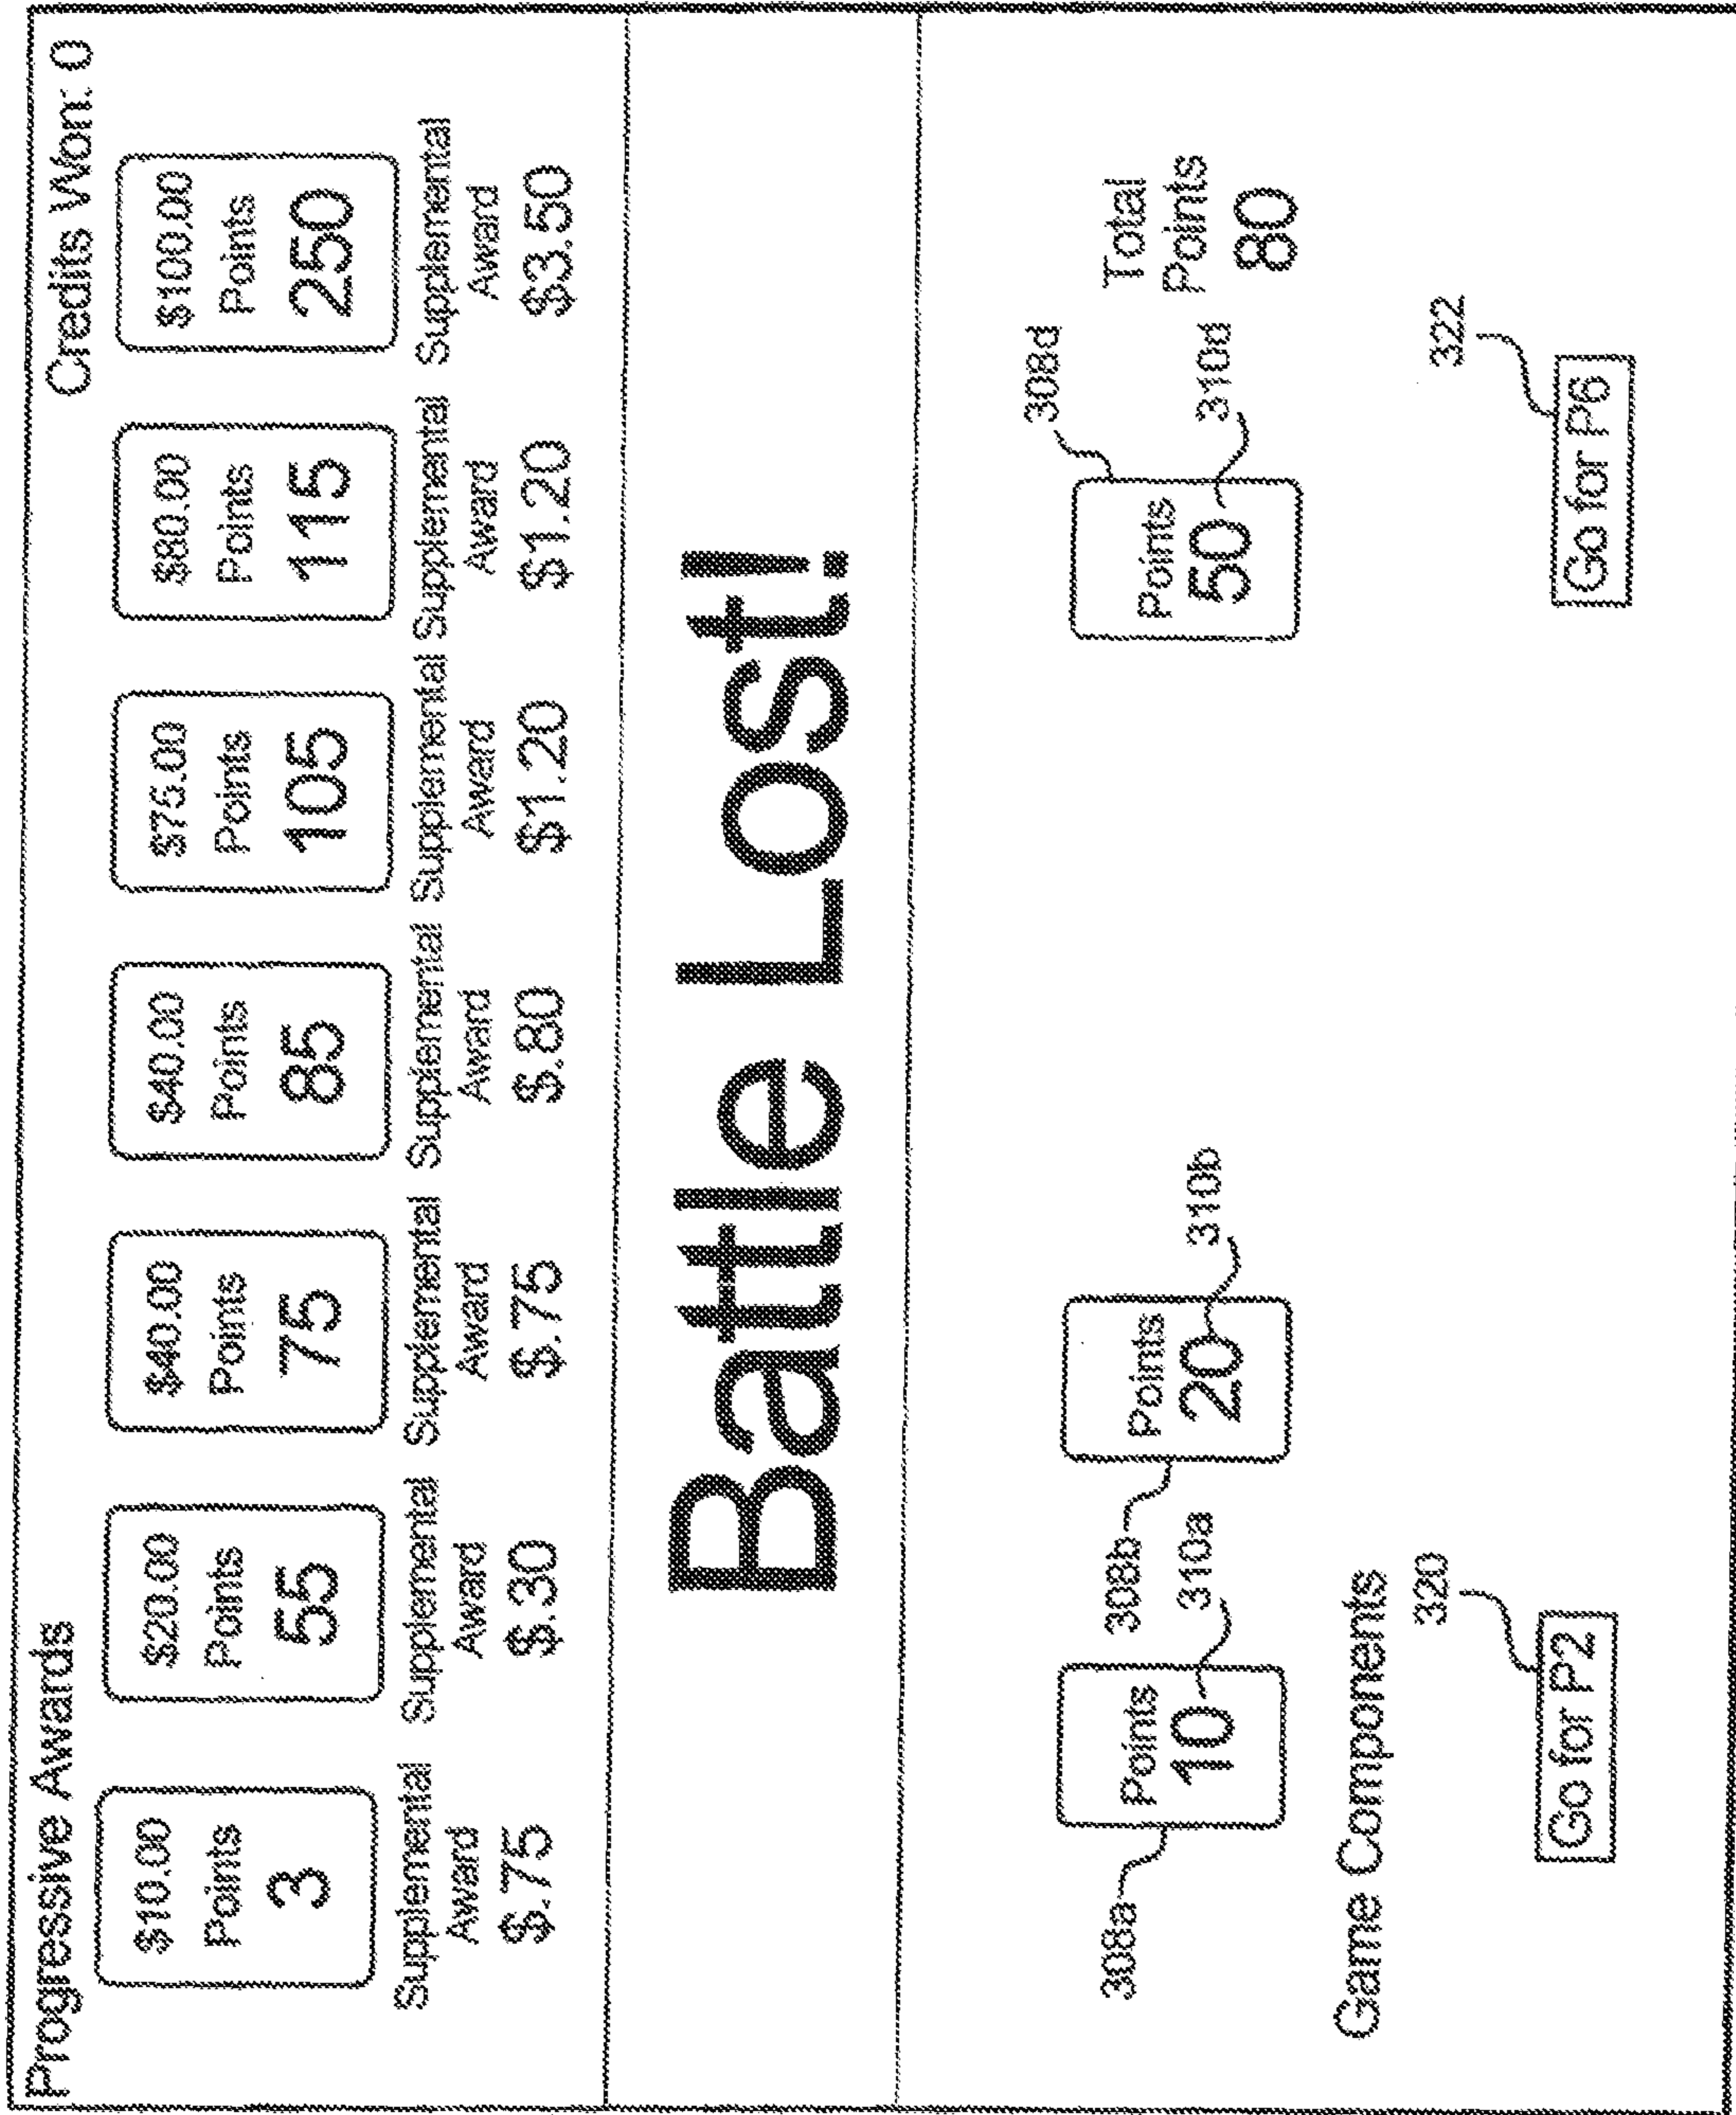 Progressive Awards
Credits Won: 0
$10.00
Points
3
Supplemental
Award
$.75
$20.00
Points
55
Supplemental
Award
$.30
$40.00
Points
75
Supplemental
Award
$.75
$40.00
Points
85
Supplemental
Award
$.80
$75.00
Points
105
Supplemental
Award
$1.20
$80.00
Points
115
Supplemental
Award
$1.20
$100.00
Points
250
Supplemental
Award
$3.50
Battle Lost!
308a
Points
10
310a
308b
Points
20
310b
308d
Points
50
310d
Total
Points
80
Game Components
320
Go for P2
322
Go for P6